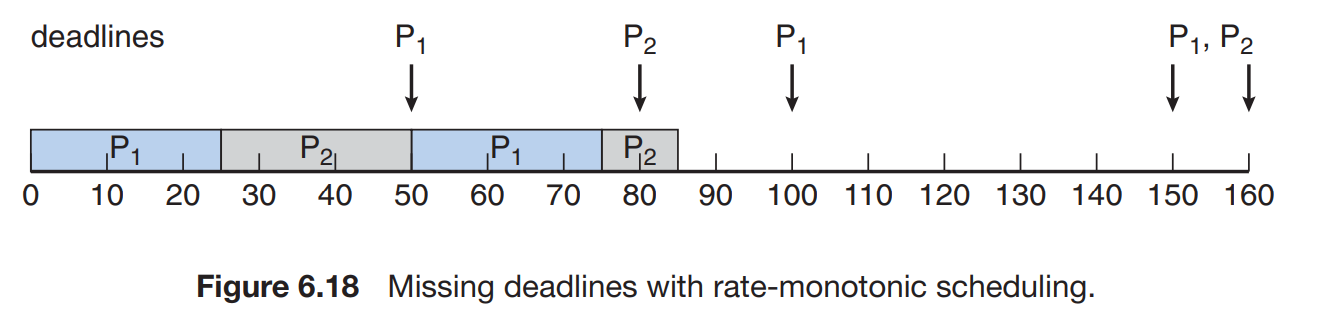 deadlines P₁ P₂ P₁ P₁, P₂
P₁ P₂ P₁ P₂
0 10 20 30 40 50 60 70 80 90 100 110 120 130 140 150 160
Figure 6.18 Missing deadlines with rate-monotonic scheduling.